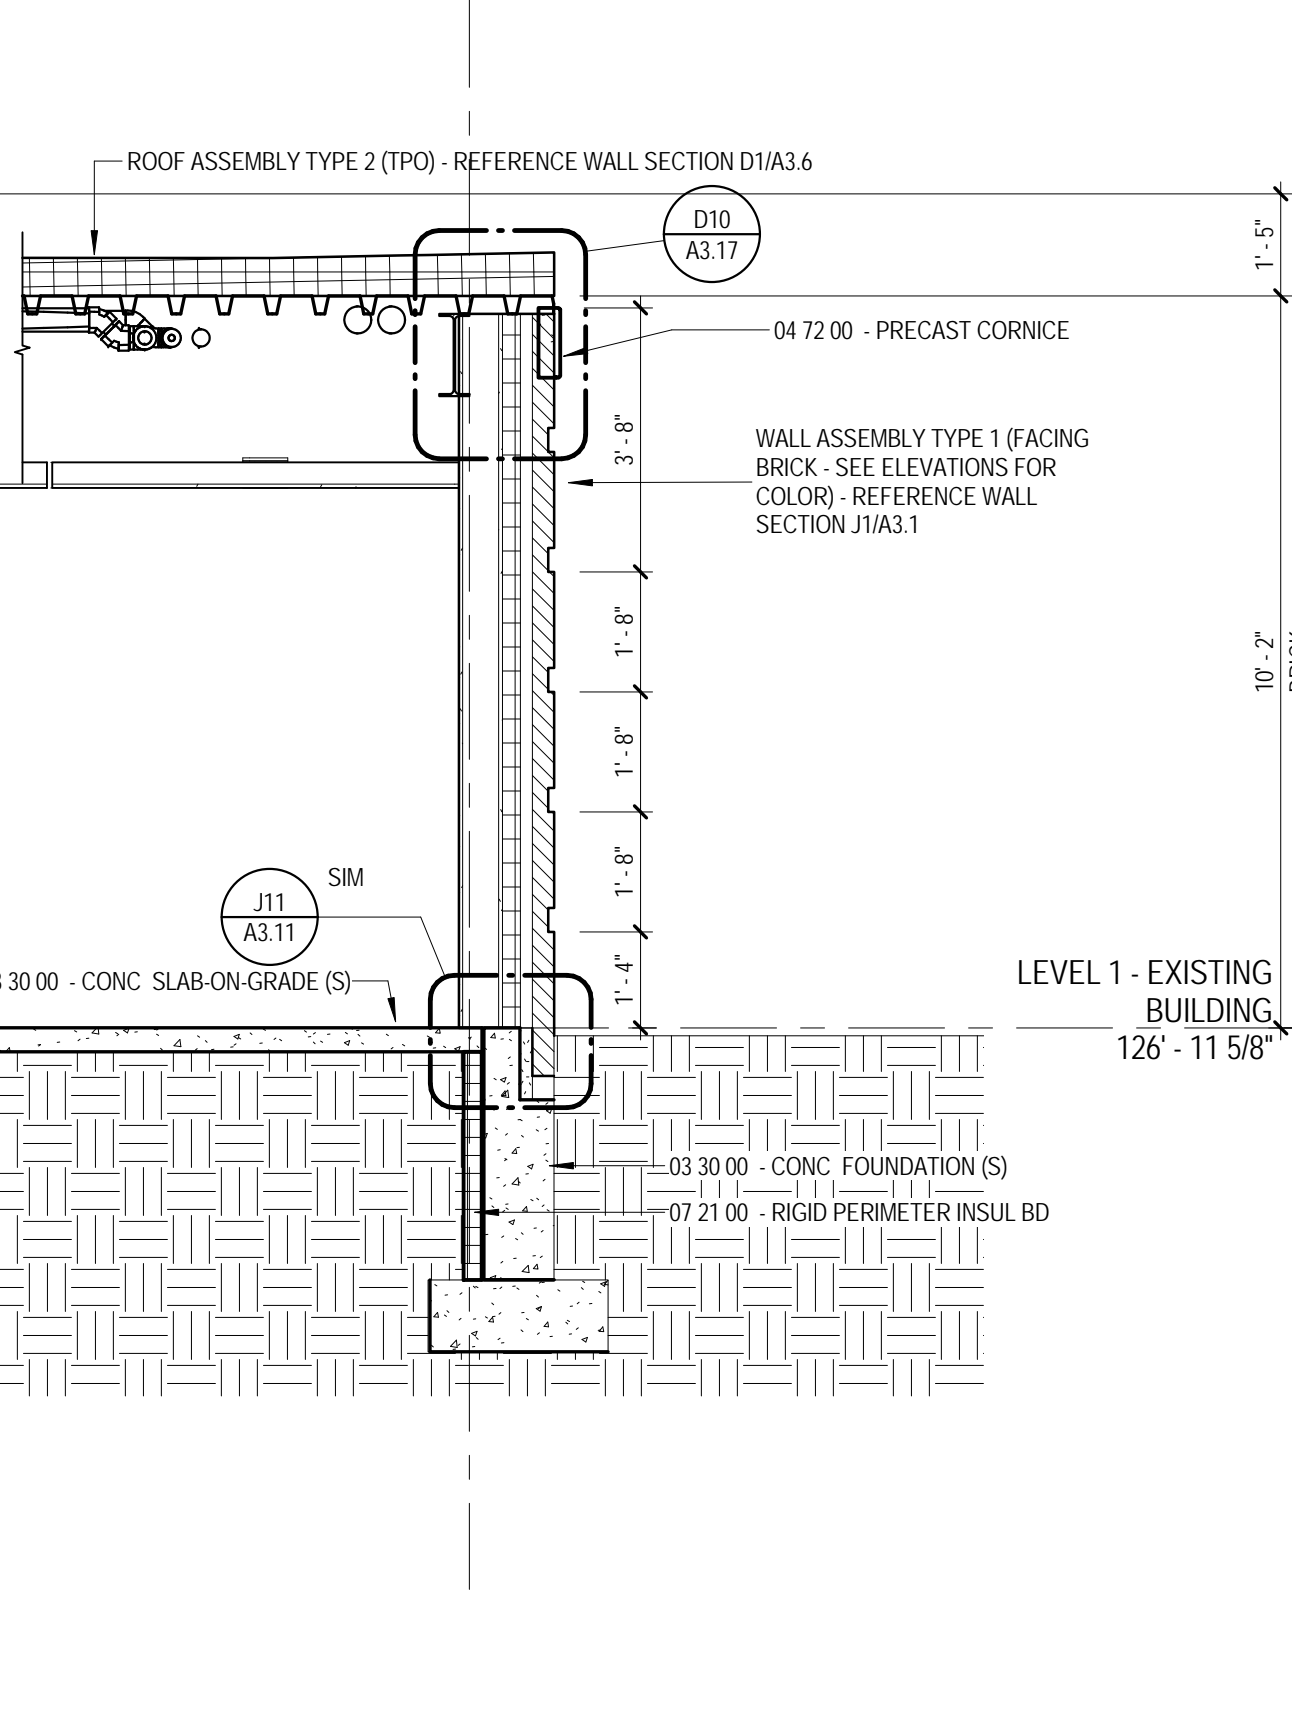 ROOF ASSEMBLY TYPE 2 (TPO) - REFERENCE WALL SECTION D1/A3.6
D10
A3.17
1' - 5"
04 72 00 - PRECAST CORNICE
WALL ASSEMBLY TYPE 1 (FACING
BRICK - SEE ELEVATIONS FOR
COLOR) - REFERENCE WALL
SECTION J1/A3.1
3' - 8"
1' - 8"
1' - 8"
1' - 8"
1' - 4"
10' - 2"
SIM
J11
A3.11
30 00 - CONC SLAB-ON-GRADE (S)
LEVEL 1 - EXISTING
BUILDING
126' - 11 5/8"
03 30 00 - CONC FOUNDATION (S)
07 21 00 - RIGID PERIMETER INSUL BD